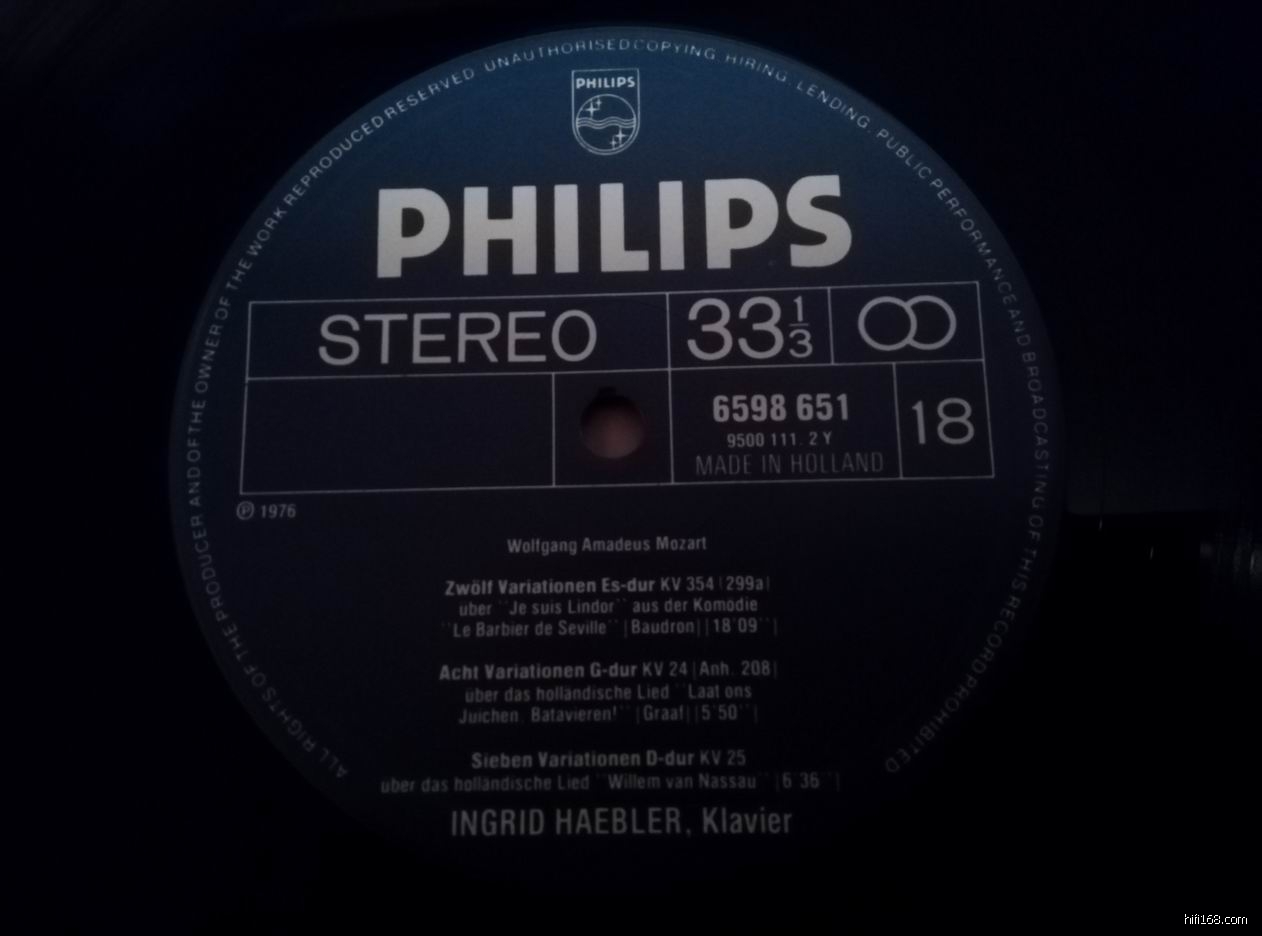 ALL RIGHTS OF THE PRODUCER AND OF THE OWNER OF THE WORK REPRODUCED RESERVED. UNAUTHORISED COPYING, HIRING, LENDING, PUBLIC PERFORMANCE AND BROADCASTING OF THIS RECORD PROHIBITED
PHILIPS
PHILIPS
STEREO 33 1/3
6598 651
9500 111. 2 Y 18
MADE IN HOLLAND
℗ 1976
Wolfgang Amadeus Mozart
Zwölf Variationen Es-dur KV 354 (299a)
über "Je suis Lindor" aus der Komödie
"Le Barbier de Seville" (Baudron) (18'09")
Acht Variationen G-dur KV 24 (Anh. 208)
über das holländische Lied "Laat ons
Juichen, Batavieren!" (Graaf) (5'50")
Sieben Variationen D-dur KV 25
über das holländische Lied "Willem van Nassau" (6'36")
INGRID HAEBLER, Klavier
hifi168.com